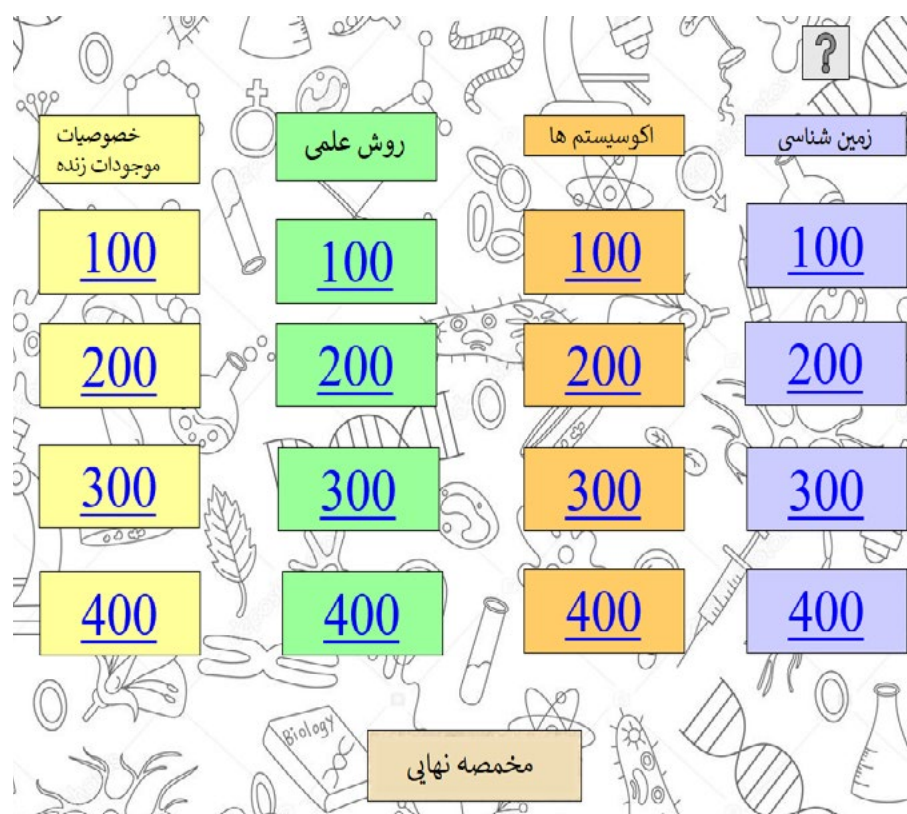 ?
زمین شناسی
اکوسیستم ها
روش علمی
خصوصیات
موجودات زنده
100
100
100
100
200
200
200
200
300
300
300
300
400
400
400
400
Biology
مخمصه نهایی